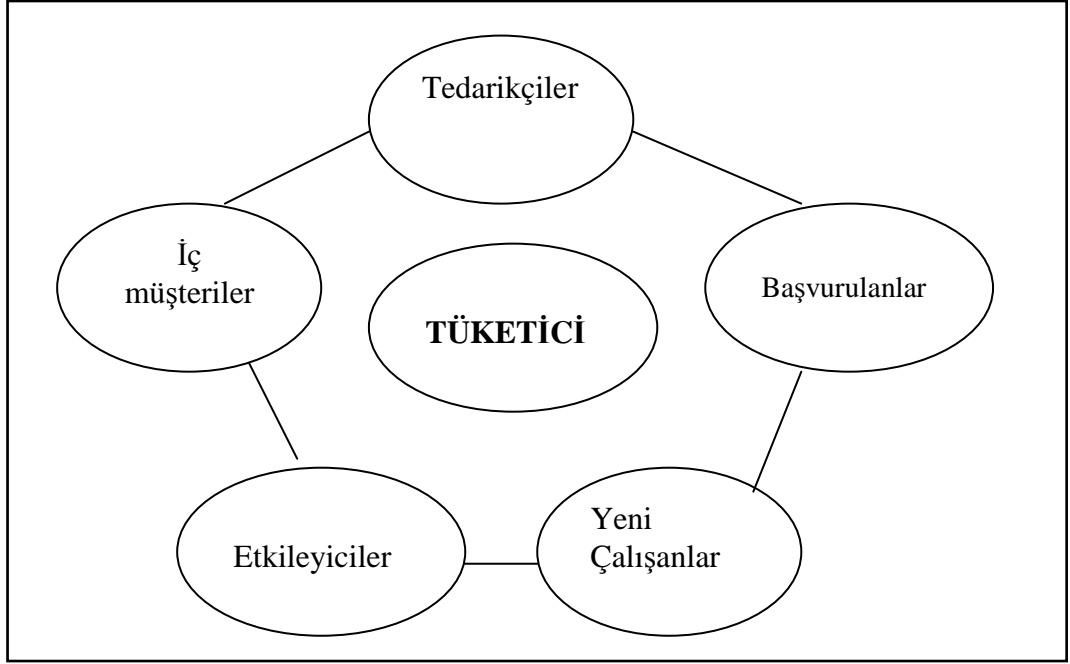 Tedarikçiler
İç
müşteriler
Başvurulanlar
TÜKETİCİ
Etkileyiciler
Yeni
Çalışanlar